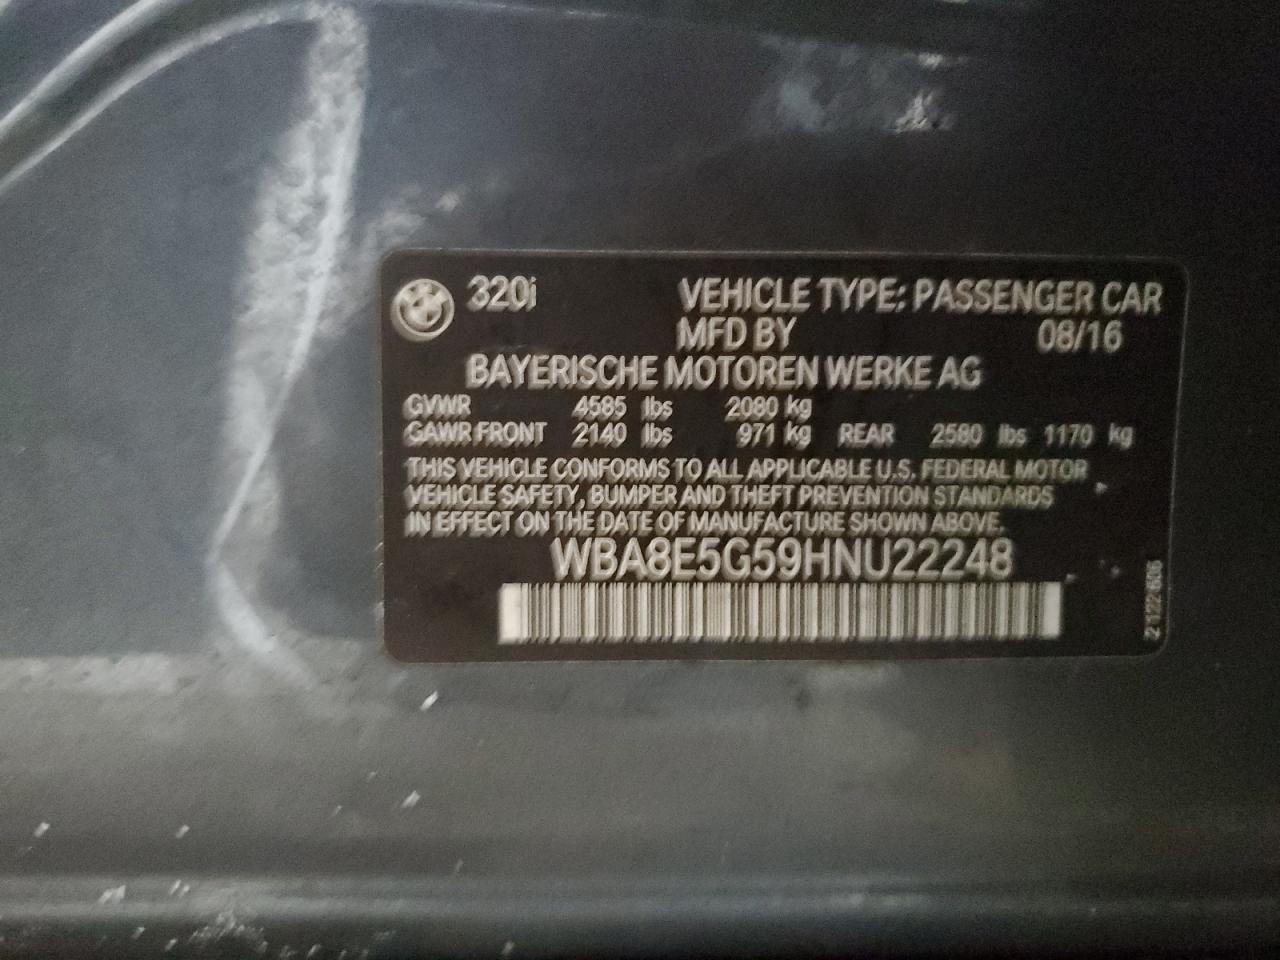 320i VEHICLE TYPE: PASSENGER CAR
MFD BY 08/16
BAYERISCHE MOTOREN WERKE AG
GVWR 4585 lbs 2080 kg
GAWR FRONT 2140 lbs 971 kg REAR 2580 lbs 1170 kg
THIS VEHICLE CONFORMS TO ALL APPLICABLE U.S. FEDERAL MOTOR
VEHICLE SAFETY, BUMPER AND THEFT PREVENTION STANDARDS
IN EFFECT ON THE DATE OF MANUFACTURE SHOWN ABOVE.
WBA8E5G59HNU22248